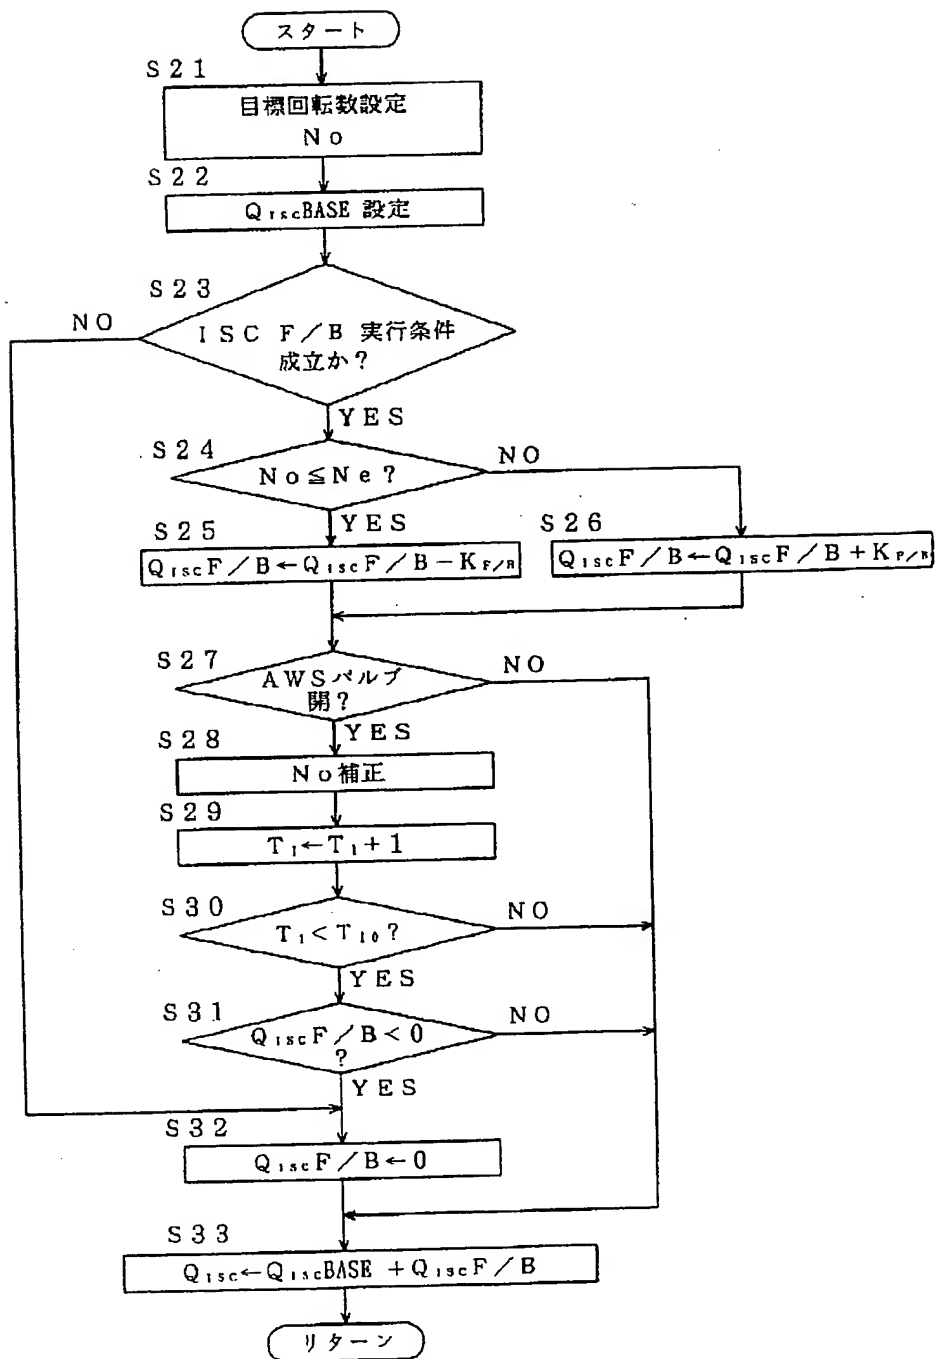 スタート
S21
目標回転数設定
No
S22
QiscBASE 設定
S23
NO
ISC F/B 実行条件
成立か?
YES
S24
NO
No≦Ne?
YES
S25
S26
QiscF/B←QiscF/B-KF/B
QiscF/B←QiscF/B+KF/B
S27
NO
AWSバルブ
開?
YES
S28
No補正
S29
T1←T1+1
S30
NO
T1<T10?
YES
S31
NO
QiscF/B<0
?
YES
S32
QiscF/B←0
S33
Qisc←QiscBASE+QiscF/B
リターン